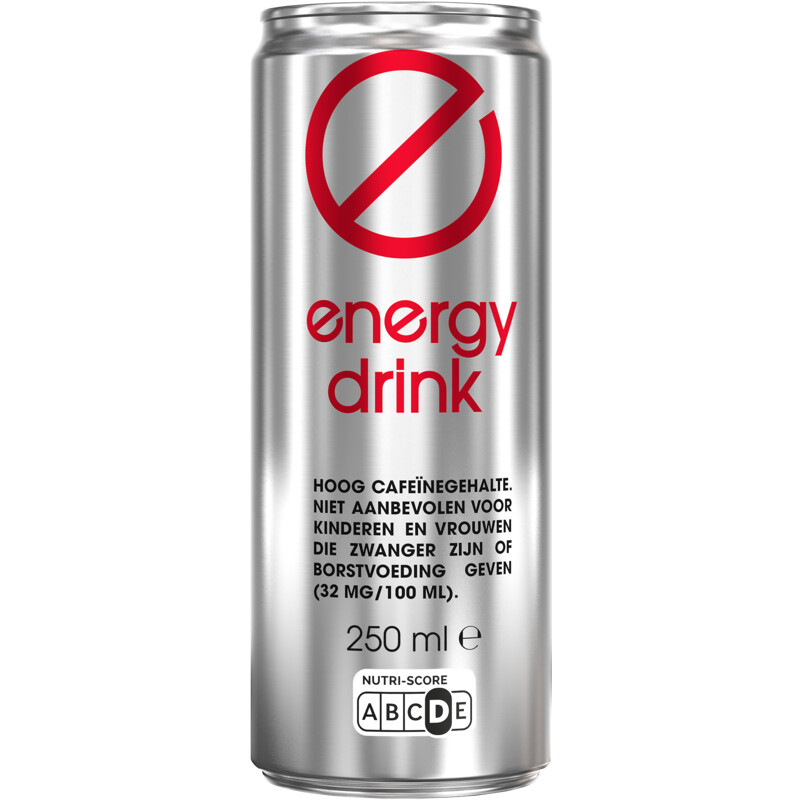 e
energy
drink
HOOG CAFEÏNEGEHALTE.
NIET AANBEVOLEN VOOR
KINDEREN EN VROUWEN
DIE ZWANGER ZIJN OF
BORSTVOEDING GEVEN
(32 MG/100 ML).
250 ml ℮
NUTRI-SCORE
A B C D E